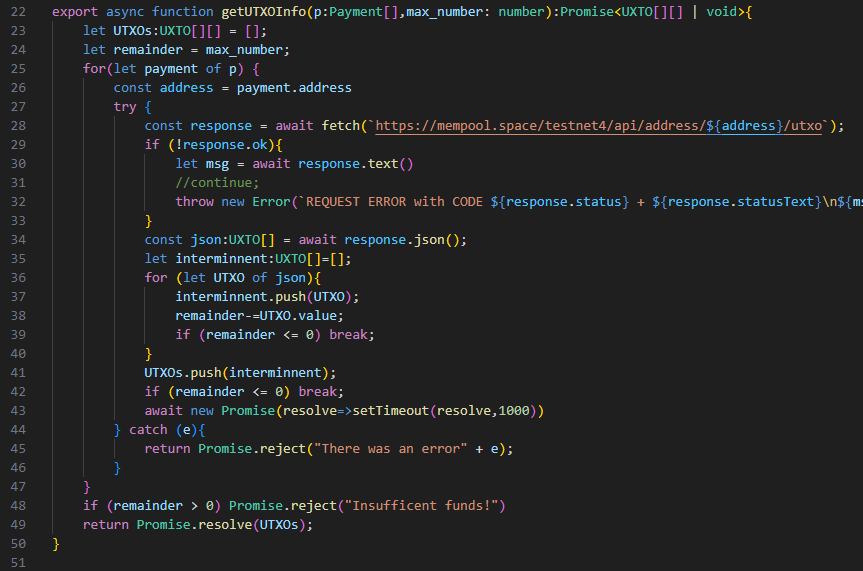 22 export async function getUTXOInfo(p:Payment[],max_number: number):Promise<UXTO[][] | void>{
23 let UTXOs:UXTO[][] = [];
24 let remainder = max_number;
25 for(let payment of p) {
26 const address = payment.address
27 try {
28 const response = await fetch(`https://mempool.space/testnet4/api/address/${address}/utxo`);
29 if (!response.ok){
30 let msg = await response.text()
31 //continue;
32 throw new Error(`REQUEST ERROR with CODE ${response.status} + ${response.statusText}\n${ms
33 }
34 const json:UXTO[] = await response.json();
35 let interminnent:UXTO[]=[];
36 for (let UTXO of json){
37 interminnent.push(UTXO);
38 remainder-=UTXO.value;
39 if (remainder <= 0) break;
40 }
41 UTXOs.push(interminnent);
42 if (remainder <= 0) break;
43 await new Promise(resolve=>setTimeout(resolve,1000))
44 } catch (e){
45 return Promise.reject("There was an error" + e);
46 }
47 }
48 if (remainder > 0) Promise.reject("Insufficent funds!")
49 return Promise.resolve(UTXOs);
50 }
51